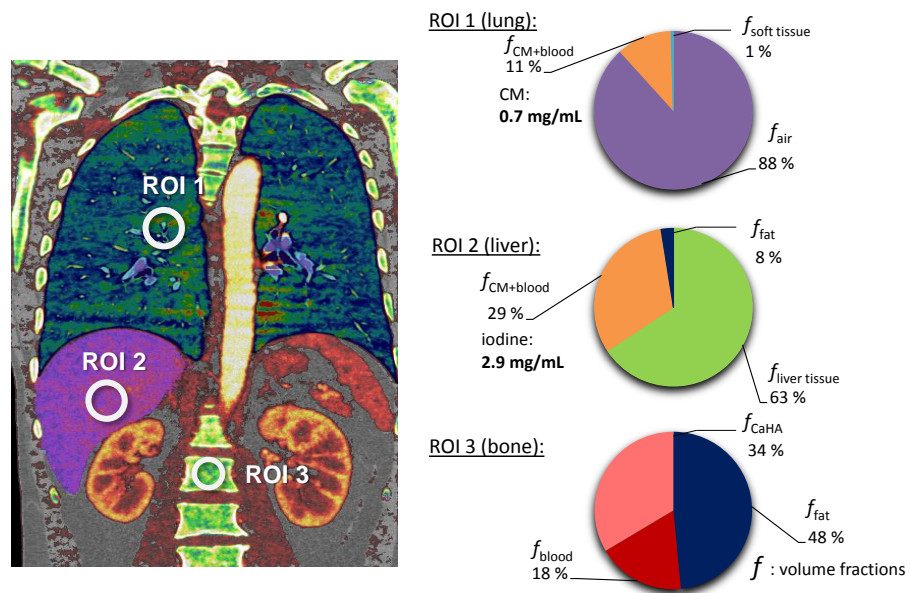 ROI 1
ROI 2
ROI 3
ROI 1 (lung):
fCM+blood
11 %
CM:
0.7 mg/mL
fsoft tissue
1 %
fair
88 %
ROI 2 (liver):
fCM+blood
29 %
iodine:
2.9 mg/mL
ffat
8 %
fliver tissue
63 %
ROI 3 (bone):
fCaHA
34 %
ffat
48 %
fblood
18 %
f : volume fractions